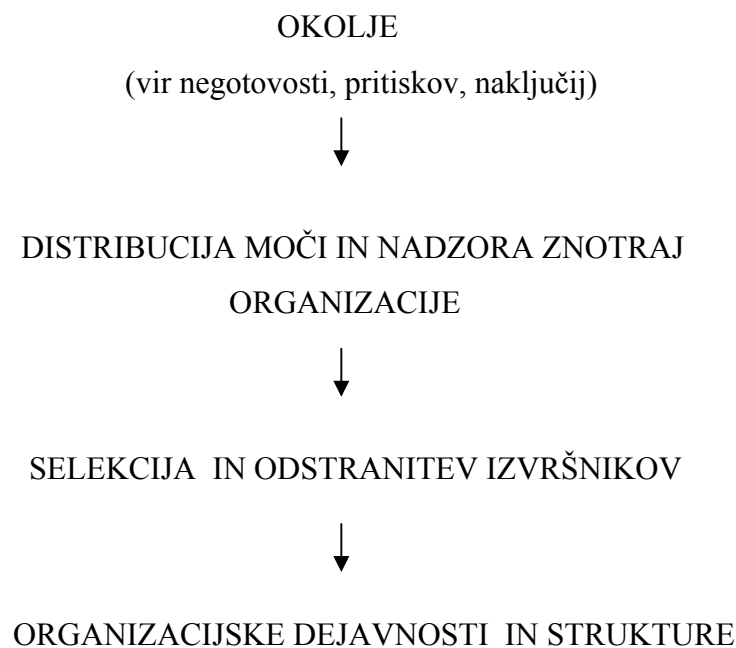 OKOLJE
(vir negotovosti, pritiskov, naključij)
DISTRIBUCIJA MOČI IN NADZORA ZNOTRAJ
ORGANIZACIJE
SELEKCIJA IN ODSTRANITEV IZVRŠNIKOV
ORGANIZACIJSKE DEJAVNOSTI IN STRUKTURE